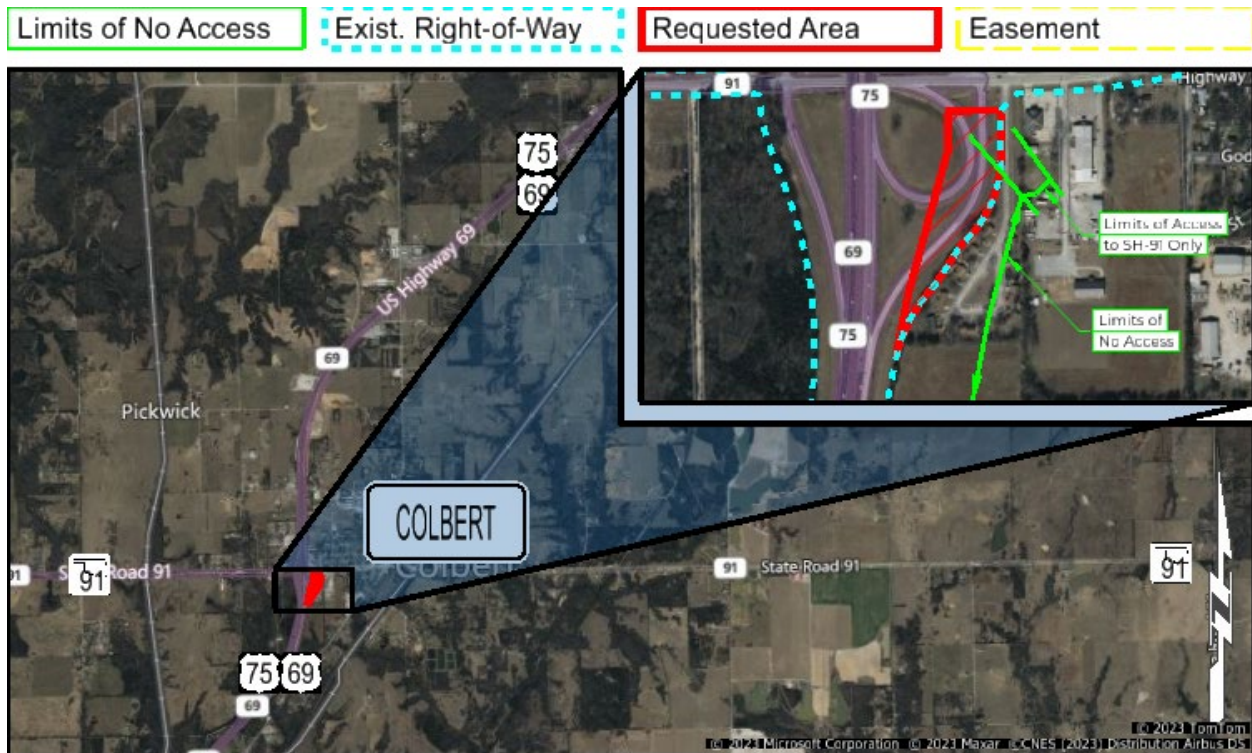 Limits of No Access
Exist. Right-of-Way
Requested Area
Easement
91
75
Highway
God
Limits of Access
to SH-91 Only
69
Limits of
No Access
75
75
69
US Highway 69
69
Pickwick
COLBERT
Colbert
91
Road 91
91
91
State Road 91
91
75 69
69
© 2023 TomTom
© 2023 Microsoft Corporation © 2023 Maxar ©CNES (2023) Distribution Airbus DS